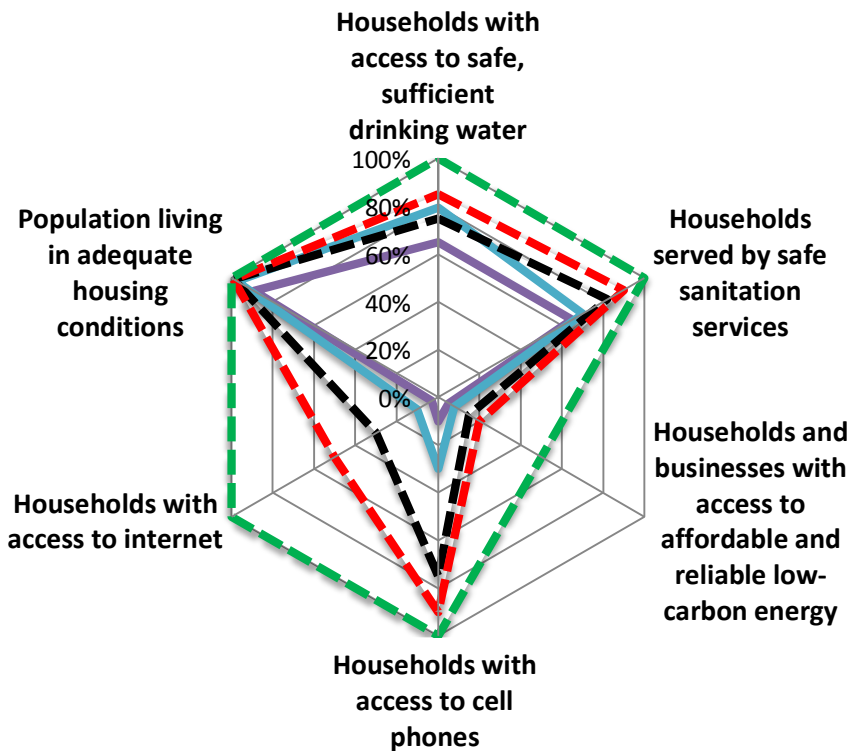 Households with
access to safe,
sufficient
drinking water
100%
80%
60%
40%
20%
0%
Population living
in adequate
housing
conditions
Households
served by safe
sanitation
services
Households and
businesses with
access to
affordable and
reliable low-
carbon energy
Households with
access to internet
Households with
access to cell
phones